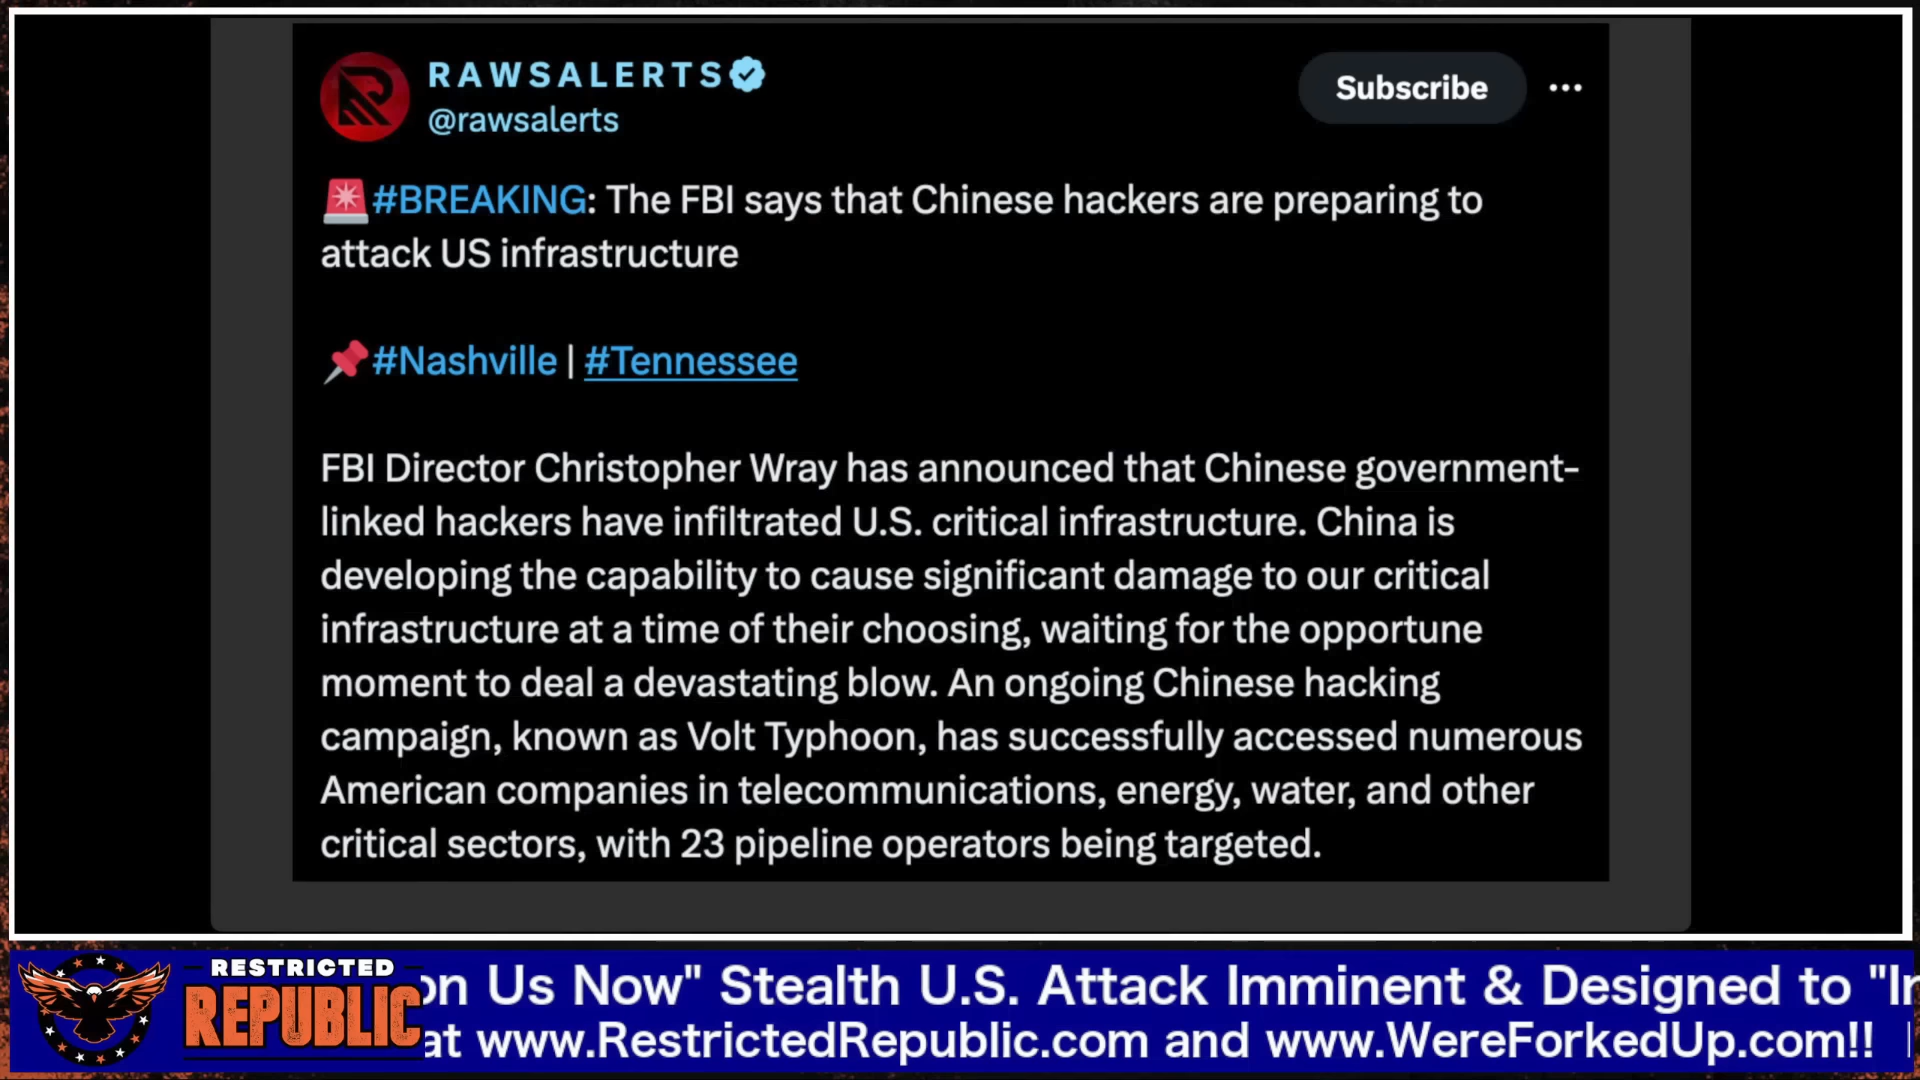 RAWSALERTS
@rawsalerts
Subscribe
🚨#BREAKING: The FBI says that Chinese hackers are preparing to
attack US infrastructure
📌#Nashville | #Tennessee
FBI Director Christopher Wray has announced that Chinese government-
linked hackers have infiltrated U.S. critical infrastructure. China is
developing the capability to cause significant damage to our critical
infrastructure at a time of their choosing, waiting for the opportune
moment to deal a devastating blow. An ongoing Chinese hacking
campaign, known as Volt Typhoon, has successfully accessed numerous
American companies in telecommunications, energy, water, and other
critical sectors, with 23 pipeline operators being targeted.
RESTRICTED
REPUBLIC
on Us Now" Stealth U.S. Attack Imminent & Designed to "
at www.RestrictedRepublic.com and www.WereForkedUp.com!!